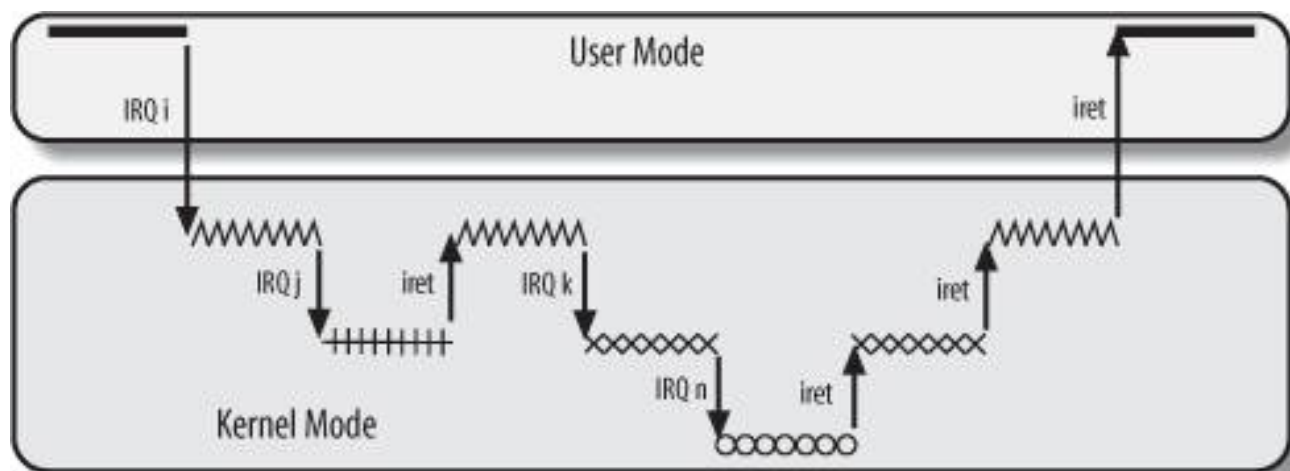 User Mode
IRQ i
iret
IRQ j
iret
IRQ k
iret
IRQ n
iret
Kernel Mode